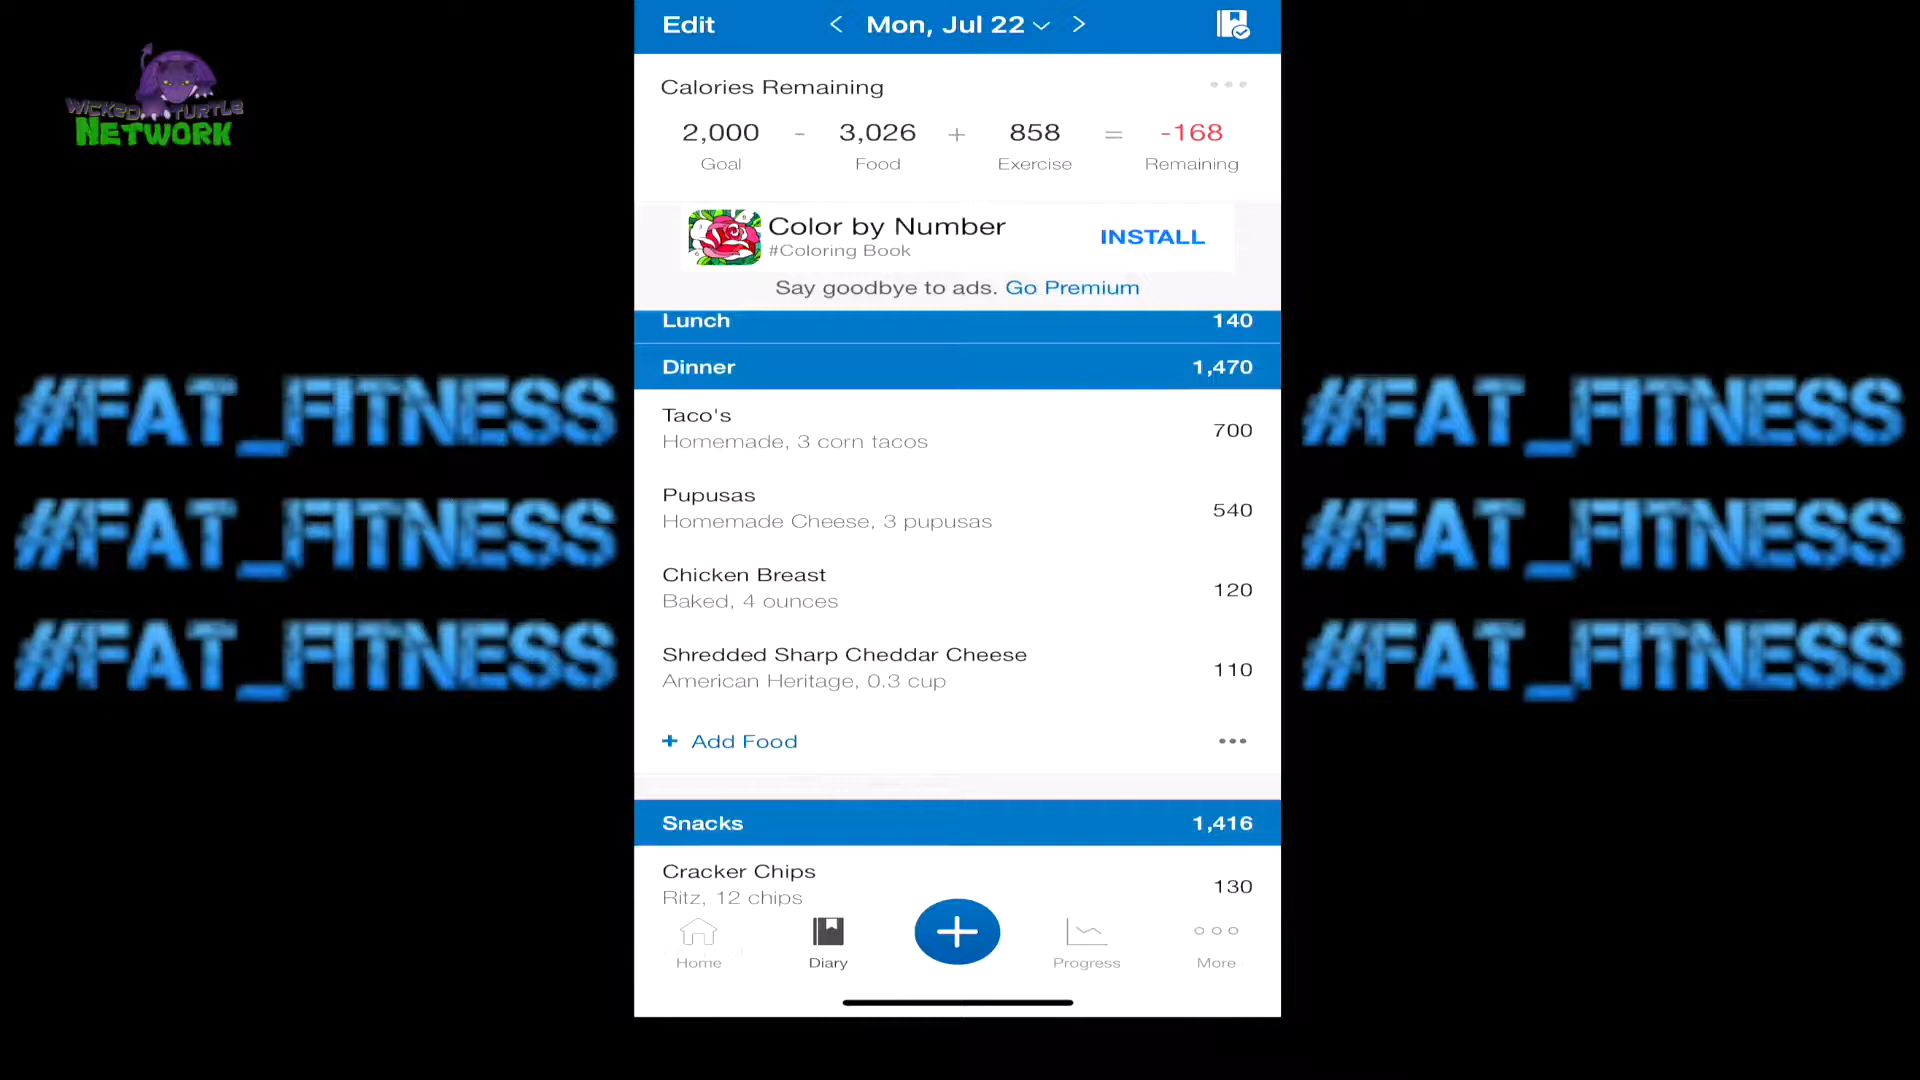 Edit
Mon, Jul 22
WICKED TURTLE
NETWORK
Calories Remaining
2,000 - 3,026 + 858 = -168
Goal Food Exercise Remaining
Color by Number
#Coloring Book
INSTALL
Say goodbye to ads. Go Premium
Lunch 140
Dinner 1,470
Taco's
Homemade, 3 corn tacos
700
Pupusas
Homemade Cheese, 3 pupusas
540
Chicken Breast
Baked, 4 ounces
120
Shredded Sharp Cheddar Cheese
American Heritage, 0.3 cup
110
+ Add Food
Snacks 1,416
Cracker Chips
Ritz, 12 chips
130
Home Diary Progress More
#FAT_FITNESS
#FAT_FITNESS
#FAT_FITNESS
#FAT_FITNESS
#FAT_FITNESS
#FAT_FITNESS